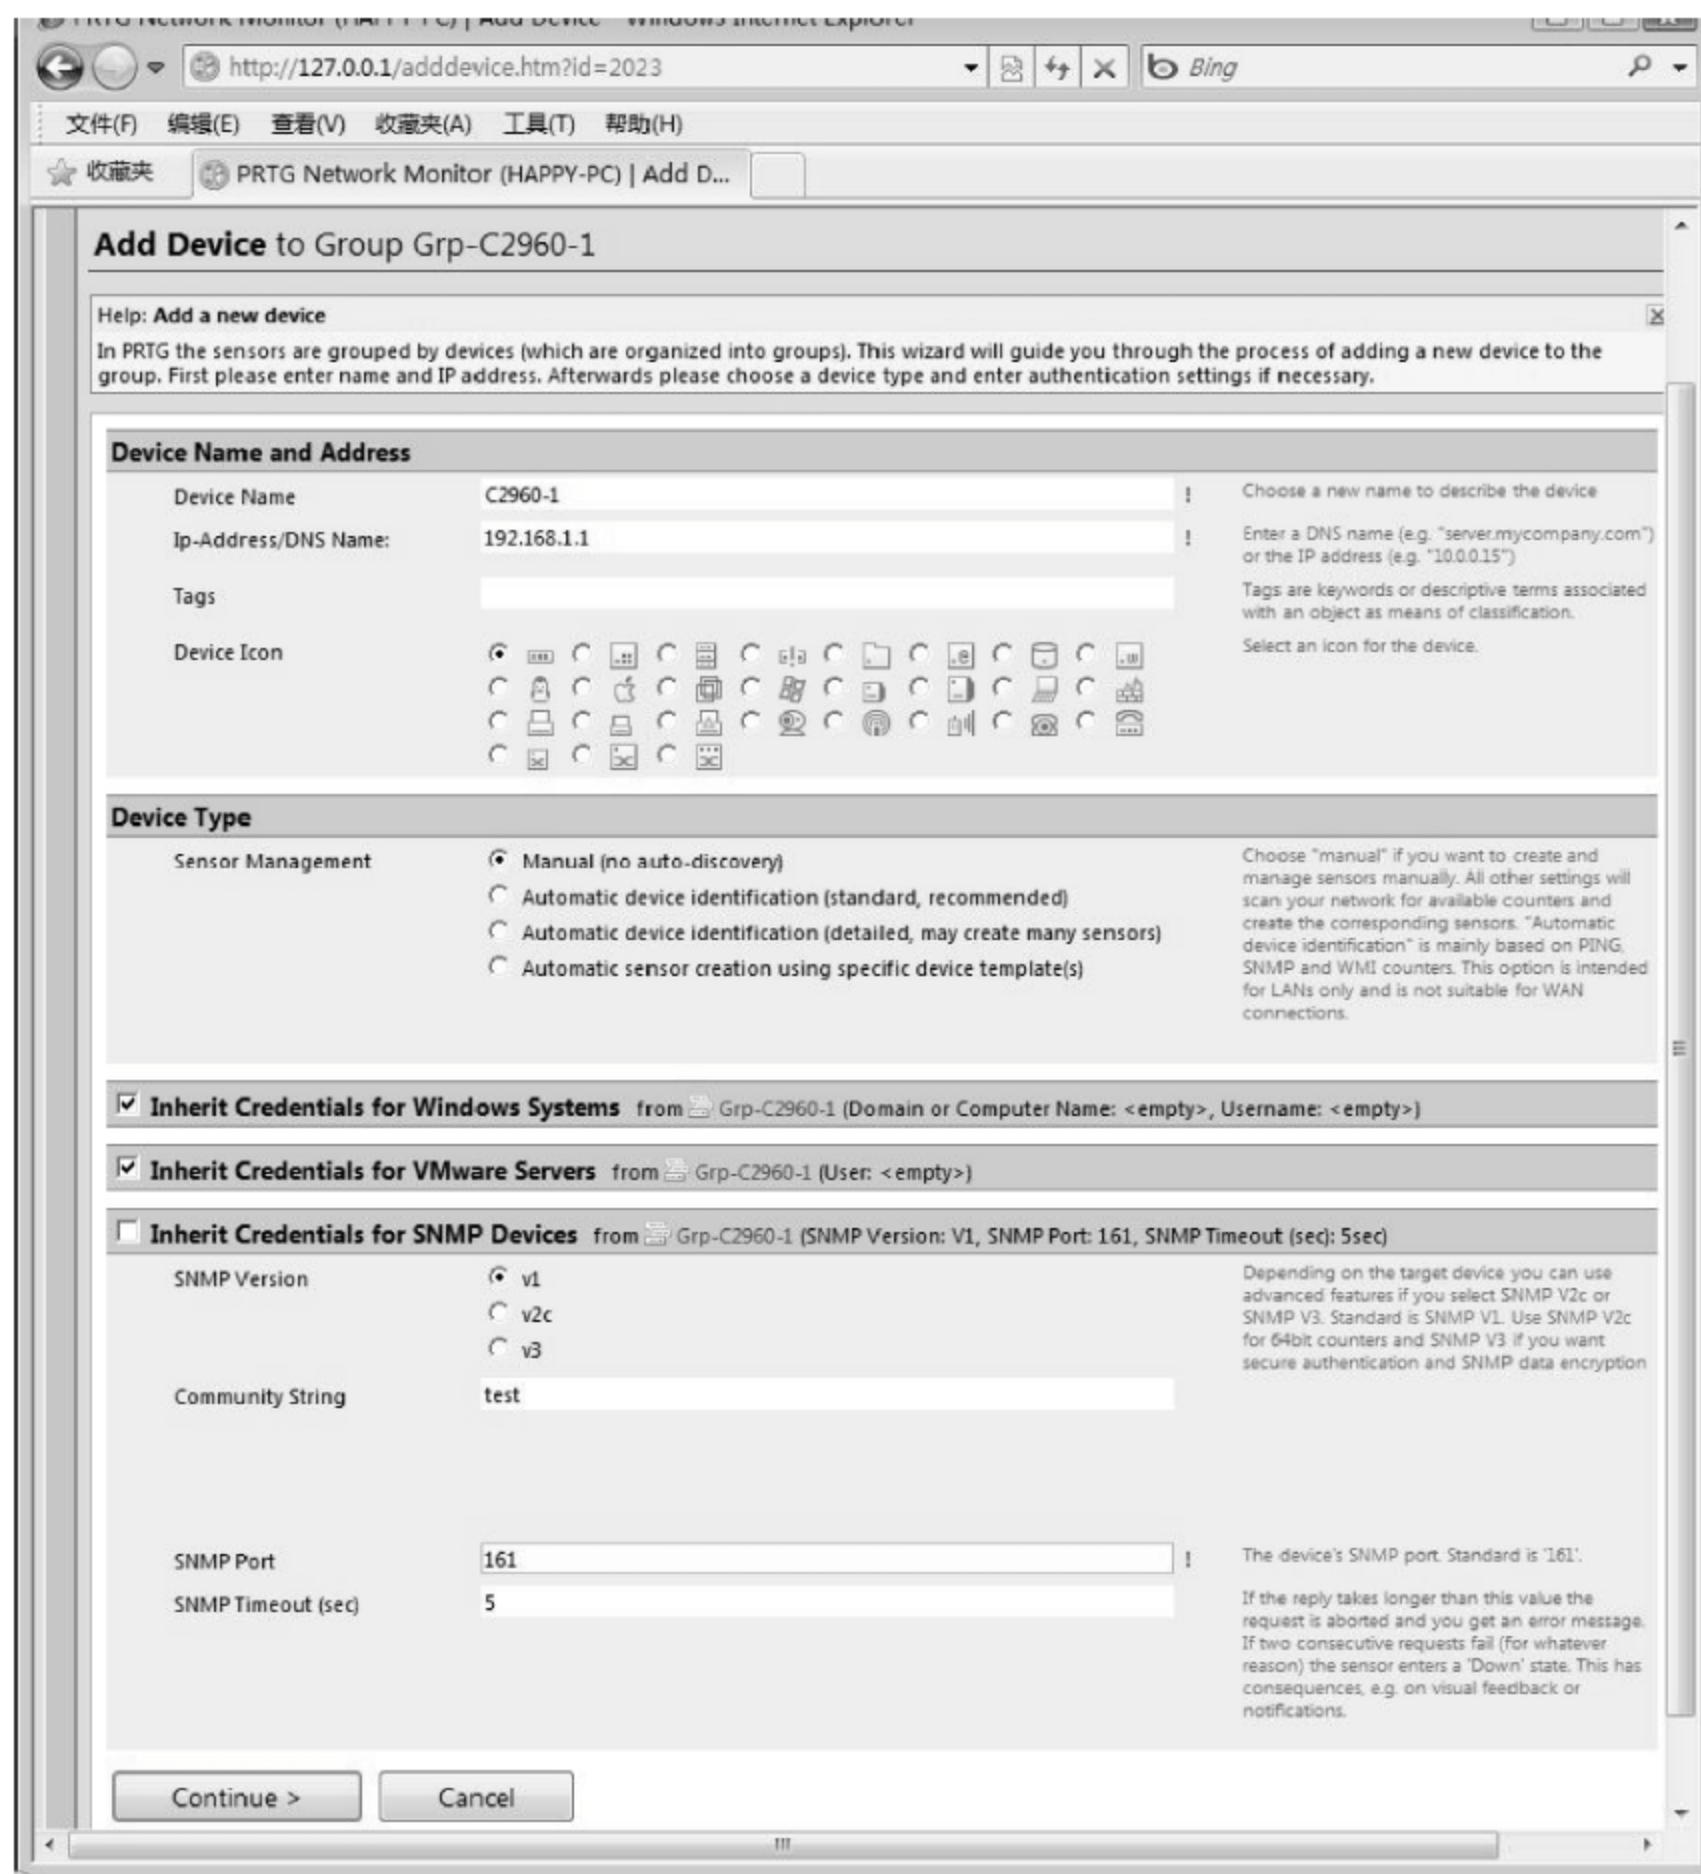 PRTG Network Monitor (HAPPY-PC) | Add Device - Windows Internet Explorer
http://127.0.0.1/adddevice.htm?id=2023
Bing
文件(F) 编辑(E) 查看(V) 收藏夹(A) 工具(T) 帮助(H)
收藏夹 PRTG Network Monitor (HAPPY-PC) | Add D...
Add Device to Group Grp-C2960-1
Help: Add a new device
In PRTG the sensors are grouped by devices (which are organized into groups). This wizard will guide you through the process of adding a new device to the
group. First please enter name and IP address. Afterwards please choose a device type and enter authentication settings if necessary.
Device Name and Address
Device Name C2960-1 ! Choose a new name to describe the device
Ip-Address/DNS Name: 192.168.1.1 ! Enter a DNS name (e.g. "server.mycompany.com")
or the IP address (e.g. "10.0.0.15")
Tags Tags are keywords or descriptive terms associated
with an object as means of classification.
Device Icon Select an icon for the device.
Device Type
Sensor Management Manual (no auto-discovery)
Automatic device identification (standard, recommended)
Automatic device identification (detailed, may create many sensors)
Automatic sensor creation using specific device template(s)
Choose "manual" if you want to create and
manage sensors manually. All other settings will
scan your network for available counters and
create the corresponding sensors. "Automatic
device identification" is mainly based on PING,
SNMP and WMI counters. This option is intended
for LANs only and is not suitable for WAN
connections.
Inherit Credentials for Windows Systems from Grp-C2960-1 (Domain or Computer Name: <empty>, Username: <empty>)
Inherit Credentials for VMware Servers from Grp-C2960-1 (User: <empty>)
Inherit Credentials for SNMP Devices from Grp-C2960-1 (SNMP Version: V1, SNMP Port: 161, SNMP Timeout (sec): 5sec)
SNMP Version v1
v2c
v3
Depending on the target device you can use
advanced features if you select SNMP V2c or
SNMP V3. Standard is SNMP V1. Use SNMP V2c
for 64bit counters and SNMP V3 if you want
secure authentication and SNMP data encryption
Community String test
SNMP Port 161 ! The device's SNMP port. Standard is '161'.
SNMP Timeout (sec) 5
If the reply takes longer than this value the
request is aborted and you get an error message.
If two consecutive requests fail (for whatever
reason) the sensor enters a 'Down' state. This has
consequences, e.g. on visual feedback or
notifications.
Continue > Cancel